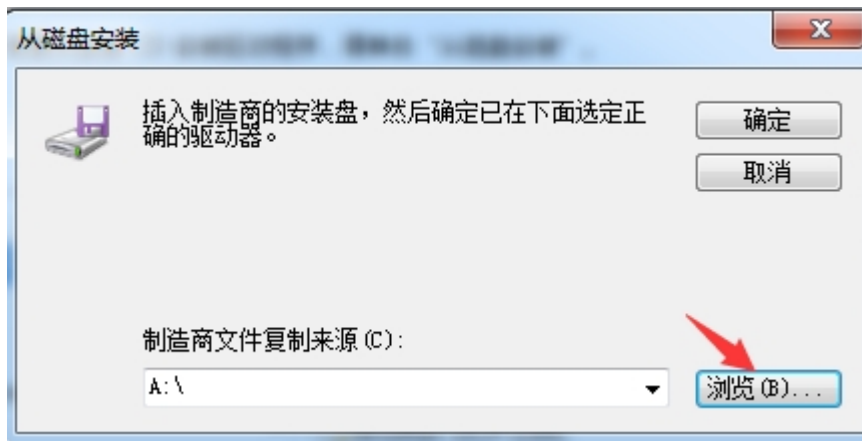 从磁盘安装
插入制造商的安装盘，然后确定已在下面选定正
确的驱动器。
确定
取消
制造商文件复制来源(C):
A:\
浏览(B)...